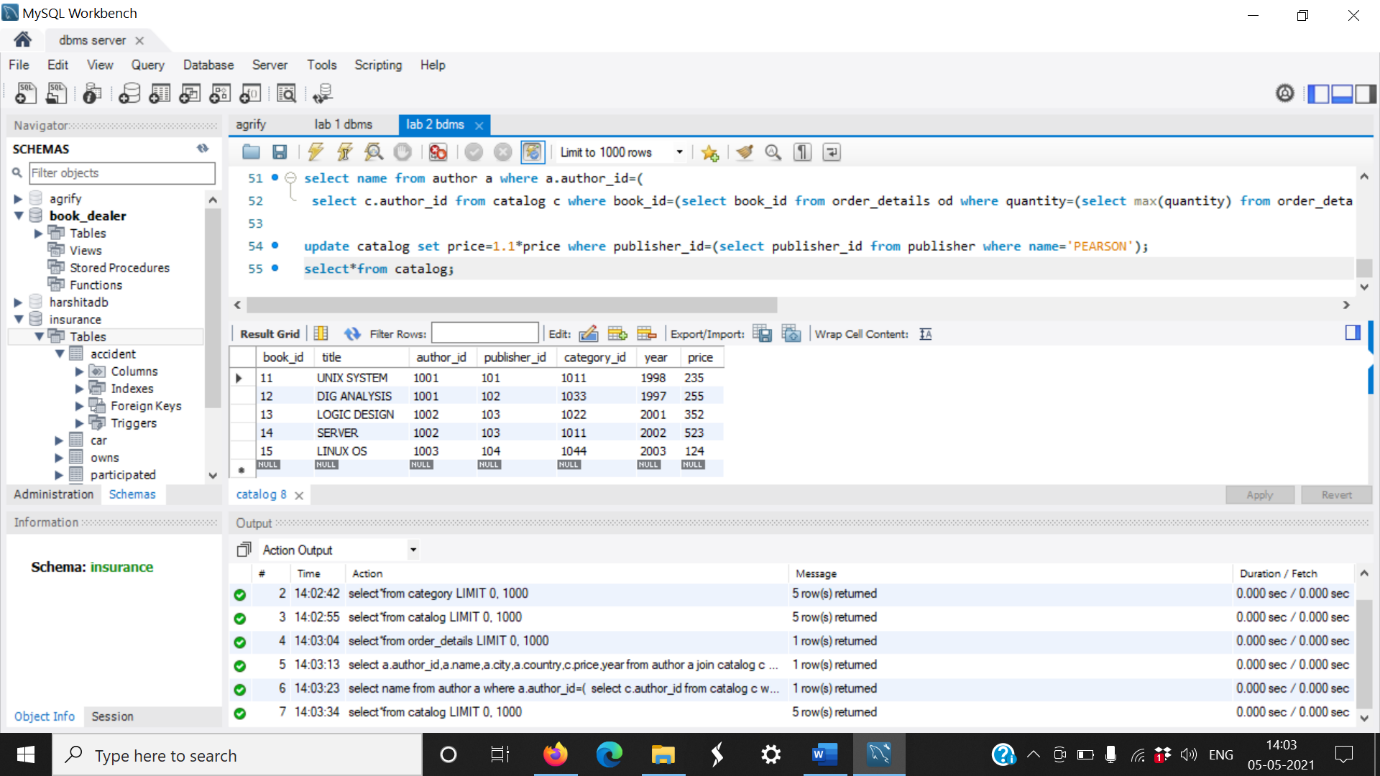 MySQL Workbench
dbms server
File Edit View Query Database Server Tools Scripting Help
Navigator
SCHEMAS
Filter objects
agrify
book_dealer
Tables
Views
Stored Procedures
Functions
harshitadb
insurance
Tables
accident
Columns
Indexes
Foreign Keys
Triggers
car
owns
participated
Administration Schemas
Information
Schema: insurance
Object Info Session
agrify lab 1 dbms lab 2 bdms
Limit to 1000 rows
51 select name from author a where a.author_id=(
52 select c.author_id from catalog c where book_id=(select book_id from order_details od where quantity=(select max(quantity) from order_deta
53
54 update catalog set price=1.1*price where publisher_id=(select publisher_id from publisher where name='PEARSON');
55 select*from catalog;
Result Grid Filter Rows: Edit: Export/Import: Wrap Cell Content:
book_id title author_id publisher_id category_id year price
11 UNIX SYSTEM 1001 101 1011 1998 235
12 DIG ANALYSIS 1001 102 1033 1997 255
13 LOGIC DESIGN 1002 103 1022 2001 352
14 SERVER 1002 103 1011 2002 523
15 LINUX OS 1003 104 1044 2003 124
NULL NULL NULL NULL NULL NULL NULL
catalog 8 Apply Revert
Output
Action Output
# Time Action Message Duration / Fetch
2 14:02:42 select*from category LIMIT 0, 1000 5 row(s) returned 0.000 sec / 0.000 sec
3 14:02:55 select*from catalog LIMIT 0, 1000 5 row(s) returned 0.000 sec / 0.000 sec
4 14:03:04 select*from order_details LIMIT 0, 1000 1 row(s) returned 0.000 sec / 0.000 sec
5 14:03:13 select a.author_id,a.name,a.city,a.country,c.price,year from author a join catalog c ... 1 row(s) returned 0.000 sec / 0.000 sec
6 14:03:23 select name from author a where a.author_id=( select c.author_id from catalog c w... 1 row(s) returned 0.000 sec / 0.000 sec
7 14:03:34 select*from catalog LIMIT 0, 1000 5 row(s) returned 0.000 sec / 0.000 sec
Type here to search
ENG
14:03
05-05-2021